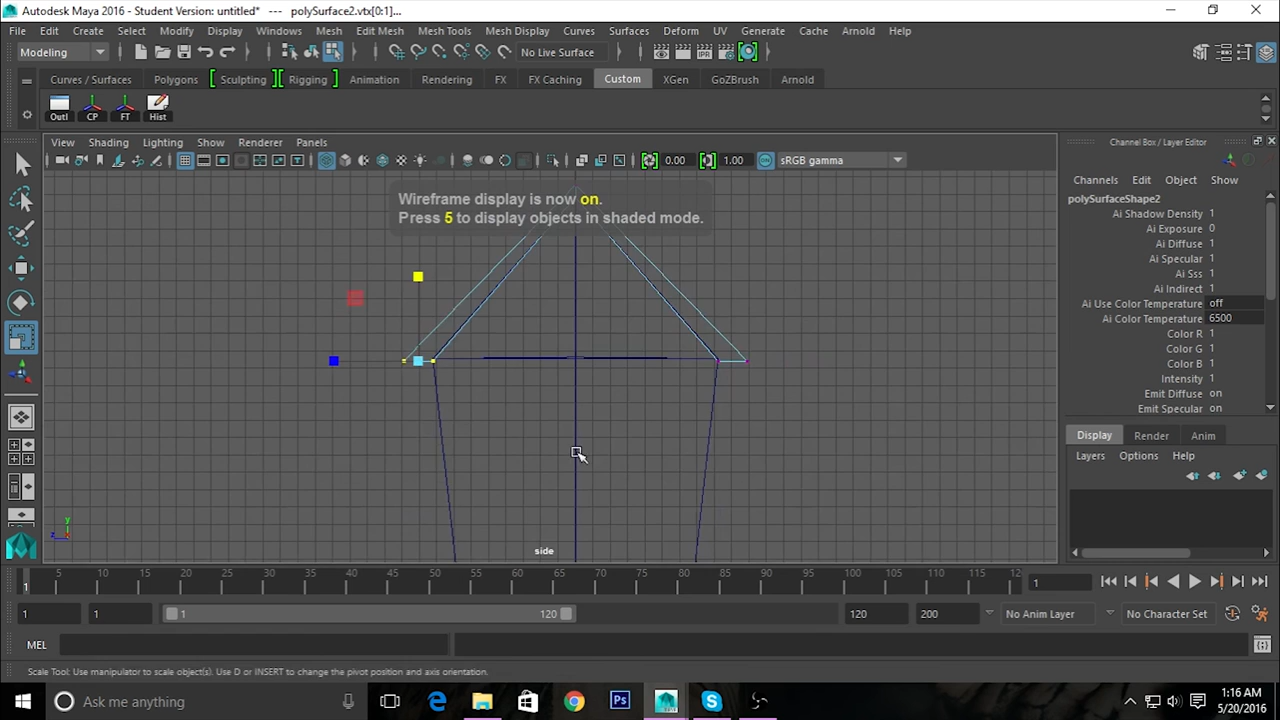 Autodesk Maya 2016 - Student Version: untitled*   ---   polySurface2.vtx[0:1]...
File Edit Create Select Modify Display Windows Mesh Edit Mesh Mesh Tools Mesh Display Curves Surfaces Deform UV Generate Cache Arnold Help
Modeling No Live Surface
Curves / Surfaces Polygons Sculpting Rigging Animation Rendering FX FX Caching Custom XGen GoZBrush Arnold
Outl CP FT Hist
View Shading Lighting Show Renderer Panels
0.00 1.00 ON sRGB gamma
Wireframe display is now on.
Press 5 to display objects in shaded mode.
side
y
z
Channel Box / Layer Editor
Channels Edit Object Show
polySurfaceShape2
Ai Shadow Density 1
Ai Exposure 0
Ai Diffuse 1
Ai Specular 1
Ai Sss 1
Ai Indirect 1
Ai Use Color Temperature off
Ai Color Temperature 6500
Color R 1
Color G 1
Color B 1
Intensity 1
Emit Diffuse on
Emit Specular on
Display Render Anim
Layers Options Help
5 10 15 20 25 30 35 40 45 50 55 60 65 70 75 80 85 90 95 100 105 110 115 12
1 1
1 1 1 120 120 200 No Anim Layer No Character Set
MEL
Scale Tool: Use manipulator to scale object(s). Use D or INSERT to change the pivot position and axis orientation.
Ask me anything Ps 1:16 AM
5/20/2016